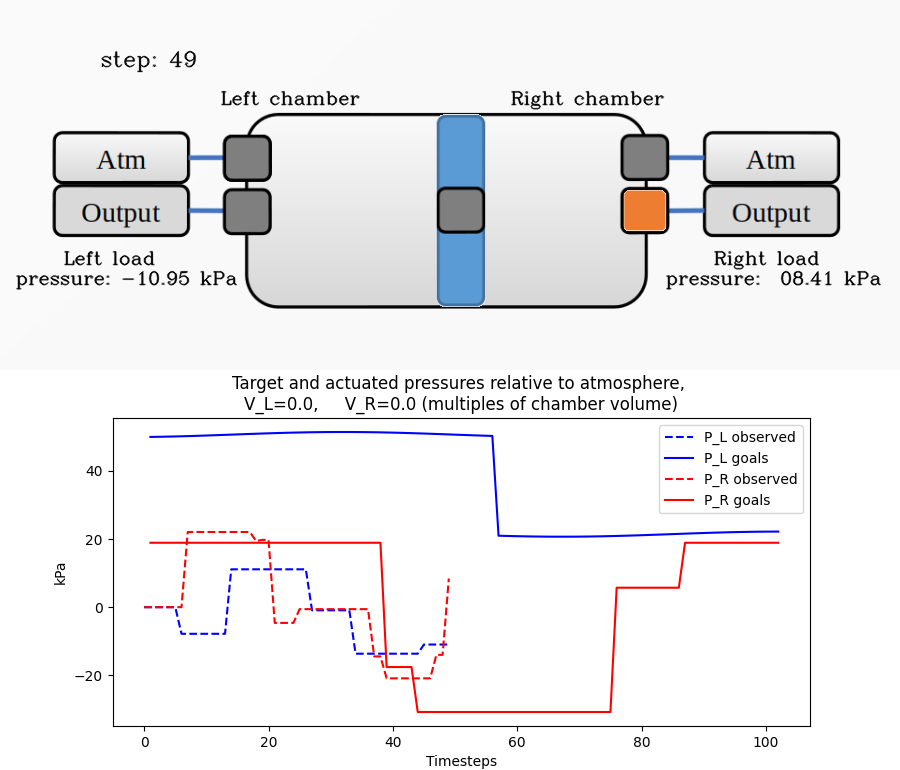 step: 49
Left chamber
Right chamber
Atm
Atm
Output
Output
Left load
pressure: −10.95 kPa
Right load
pressure: 08.41 kPa
Target and actuated pressures relative to atmosphere,
V_L=0.0, V_R=0.0 (multiples of chamber volume)
P_L observed
P_L goals
P_R observed
P_R goals
kPa
40
20
0
−20
0 20 40 60 80 100
Timesteps